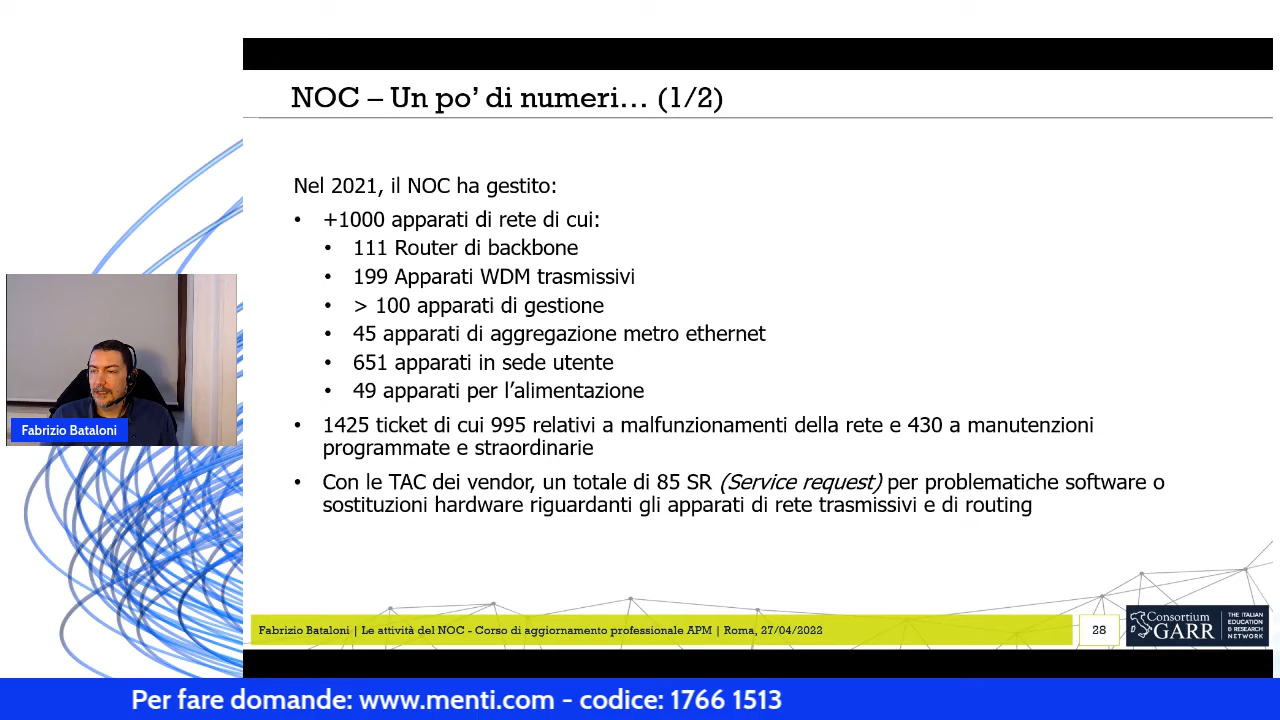 NOC – Un po’ di numeri… (1/2)
Nel 2021, il NOC ha gestito:
• +1000 apparati di rete di cui:
• 111 Router di backbone
• 199 Apparati WDM trasmissivi
• > 100 apparati di gestione
• 45 apparati di aggregazione metro ethernet
• 651 apparati in sede utente
• 49 apparati per l’alimentazione
• 1425 ticket di cui 995 relativi a malfunzionamenti della rete e 430 a manutenzioni
programmate e straordinarie
• Con le TAC dei vendor, un totale di 85 SR (Service request) per problematiche software o
sostituzioni hardware riguardanti gli apparati di rete trasmissivi e di routing
Fabrizio Bataloni
Fabrizio Bataloni | Le attività del NOC - Corso di aggiornamento professionale APM | Roma, 27/04/2022
28
Consortium
GARR
THE ITALIAN
EDUCATION
& RESEARCH
NETWORK
Per fare domande: www.menti.com - codice: 1766 1513